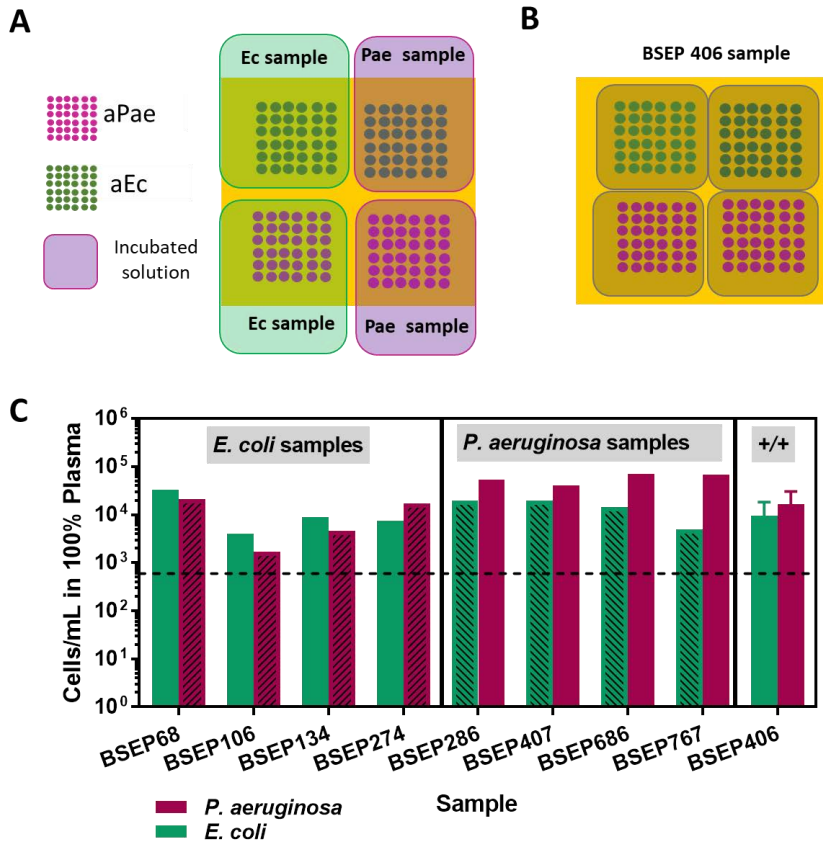 A
Ec sample
Pae sample
aPae
aEc
Incubated
solution
Ec sample
Pae sample
B
BSEP 406 sample
C
Cells/mL in 100% Plasma
10⁶
10⁵
10⁴
10³
10²
10¹
10⁰
E. coli samples
P. aeruginosa samples
+/+
BSEP68
BSEP106
BSEP134
BSEP274
BSEP286
BSEP407
BSEP686
BSEP767
BSEP406
Sample
P. aeruginosa
E. coli